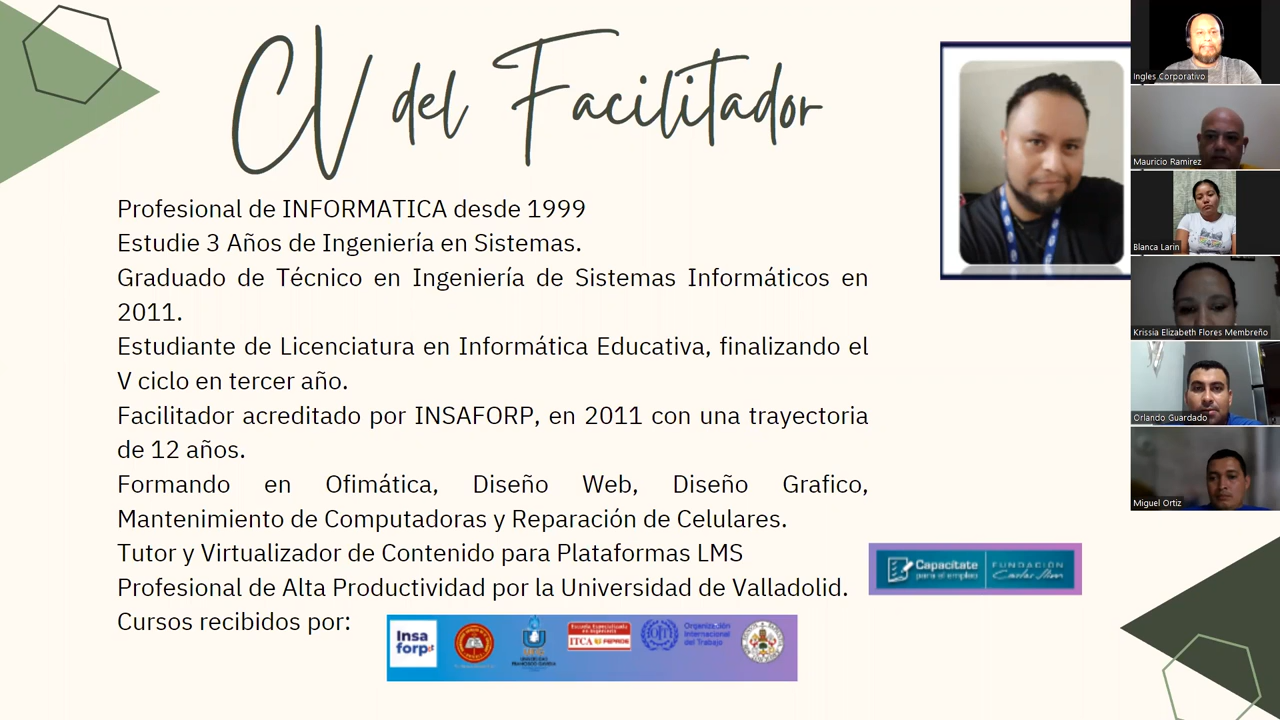 CV del Facilitador
Profesional de INFORMATICA desde 1999
Estudie 3 Años de Ingeniería en Sistemas.
Graduado de Técnico en Ingeniería de Sistemas Informáticos en
2011.
Estudiante de Licenciatura en Informática Educativa, finalizando el
V ciclo en tercer año.
Facilitador acreditado por INSAFORP, en 2011 con una trayectoria
de 12 años.
Formando en Ofimática, Diseño Web, Diseño Grafico,
Mantenimiento de Computadoras y Reparación de Celulares.
Tutor y Virtualizador de Contenido para Plataformas LMS
Profesional de Alta Productividad por la Universidad de Valladolid.
Cursos recibidos por:
Insa
forp
ITCA FEPADE
Organización
Internacional
del Trabajo
Capacítate
para el empleo
FUNDACIÓN
Carlos Slim
Ingles Corporativo
Mauricio Ramirez
Blanca Larin
Krissia Elizabeth Flores Membreño
Orlando Guardado
Miguel Ortiz